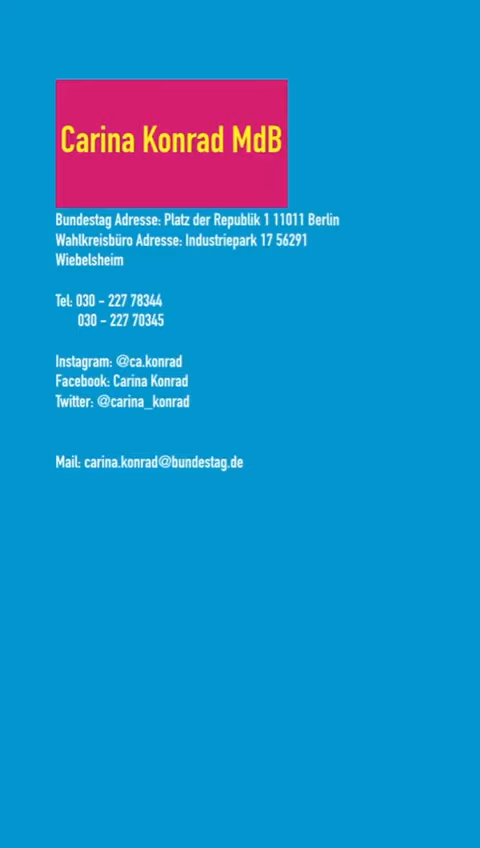 Carina Konrad MdB
Bundestag Adresse: Platz der Republik 1 11011 Berlin
Wahlkreisbüro Adresse: Industriepark 17 56291
Wiebelsheim
Tel: 030 - 227 78344
030 - 227 70345
Instagram: @ca.konrad
Facebook: Carina Konrad
Twitter: @carina_konrad
Mail: carina.konrad@bundestag.de